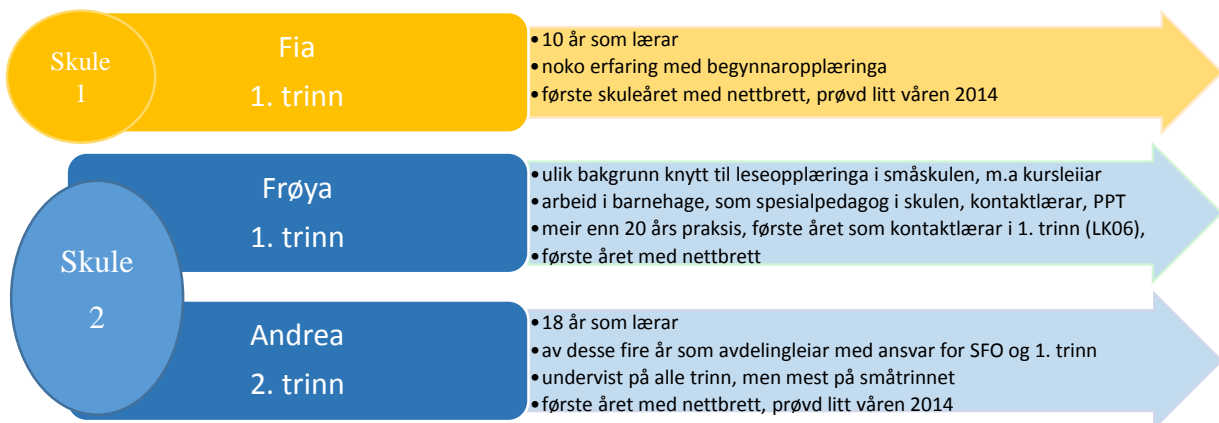 Skule
1
Fia
1. trinn
•10 år som lærar
•noko erfaring med begynnaropplæringa
•første skuleåret med nettbrett, prøvd litt våren 2014
Skule
2
Frøya
1. trinn
•ulik bakgrunn knytt til leseopplæringa i småskulen, m.a kursleiiar
•arbeid i barnehage, som spesialpedagog i skulen, kontaktlærar, PPT
•meir enn 20 års praksis, første året som kontaktlærar i 1. trinn (LK06),
•første året med nettbrett
Andrea
2. trinn
•18 år som lærar
•av desse fire år som avdelingleiar med ansvar for SFO og 1. trinn
•undervist på alle trinn, men mest på småtrinnet
•første året med nettbrett, prøvd litt våren 2014